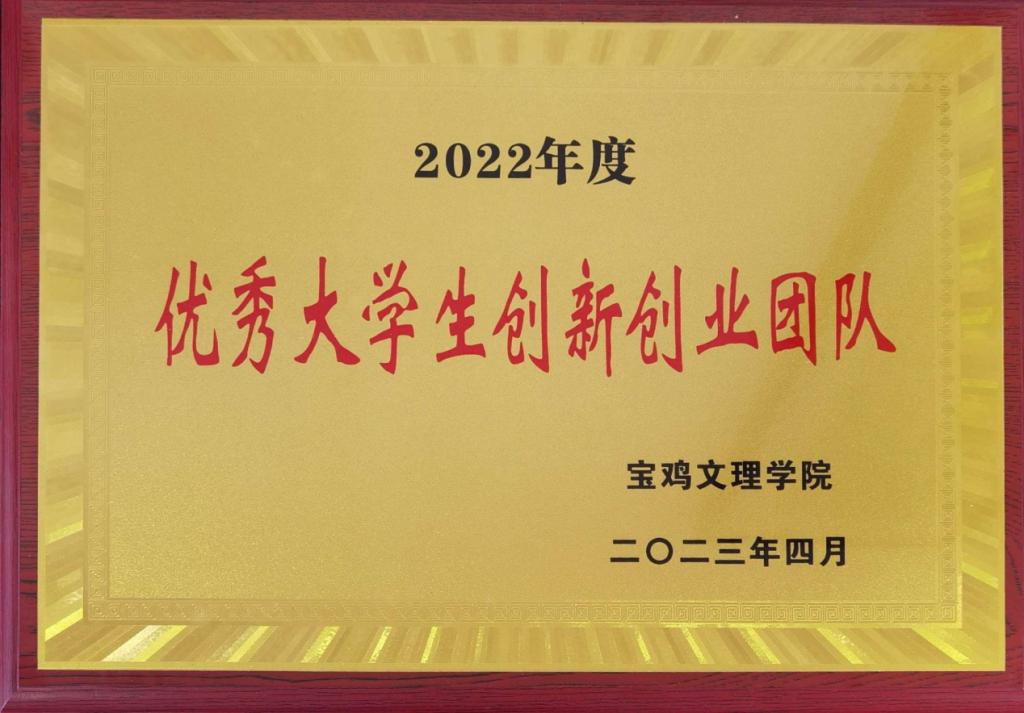 2022年度
优秀大学生创新创业团队
宝鸡文理学院
二〇二三年四月